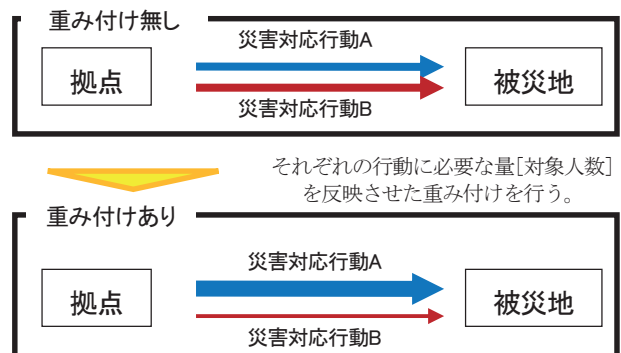 重み付け無し
災害対応行動A
拠点
被災地
災害対応行動B
それぞれの行動に必要な量[対象人数]
を反映させた重み付けを行う。
重み付けあり
災害対応行動A
拠点
被災地
災害対応行動B